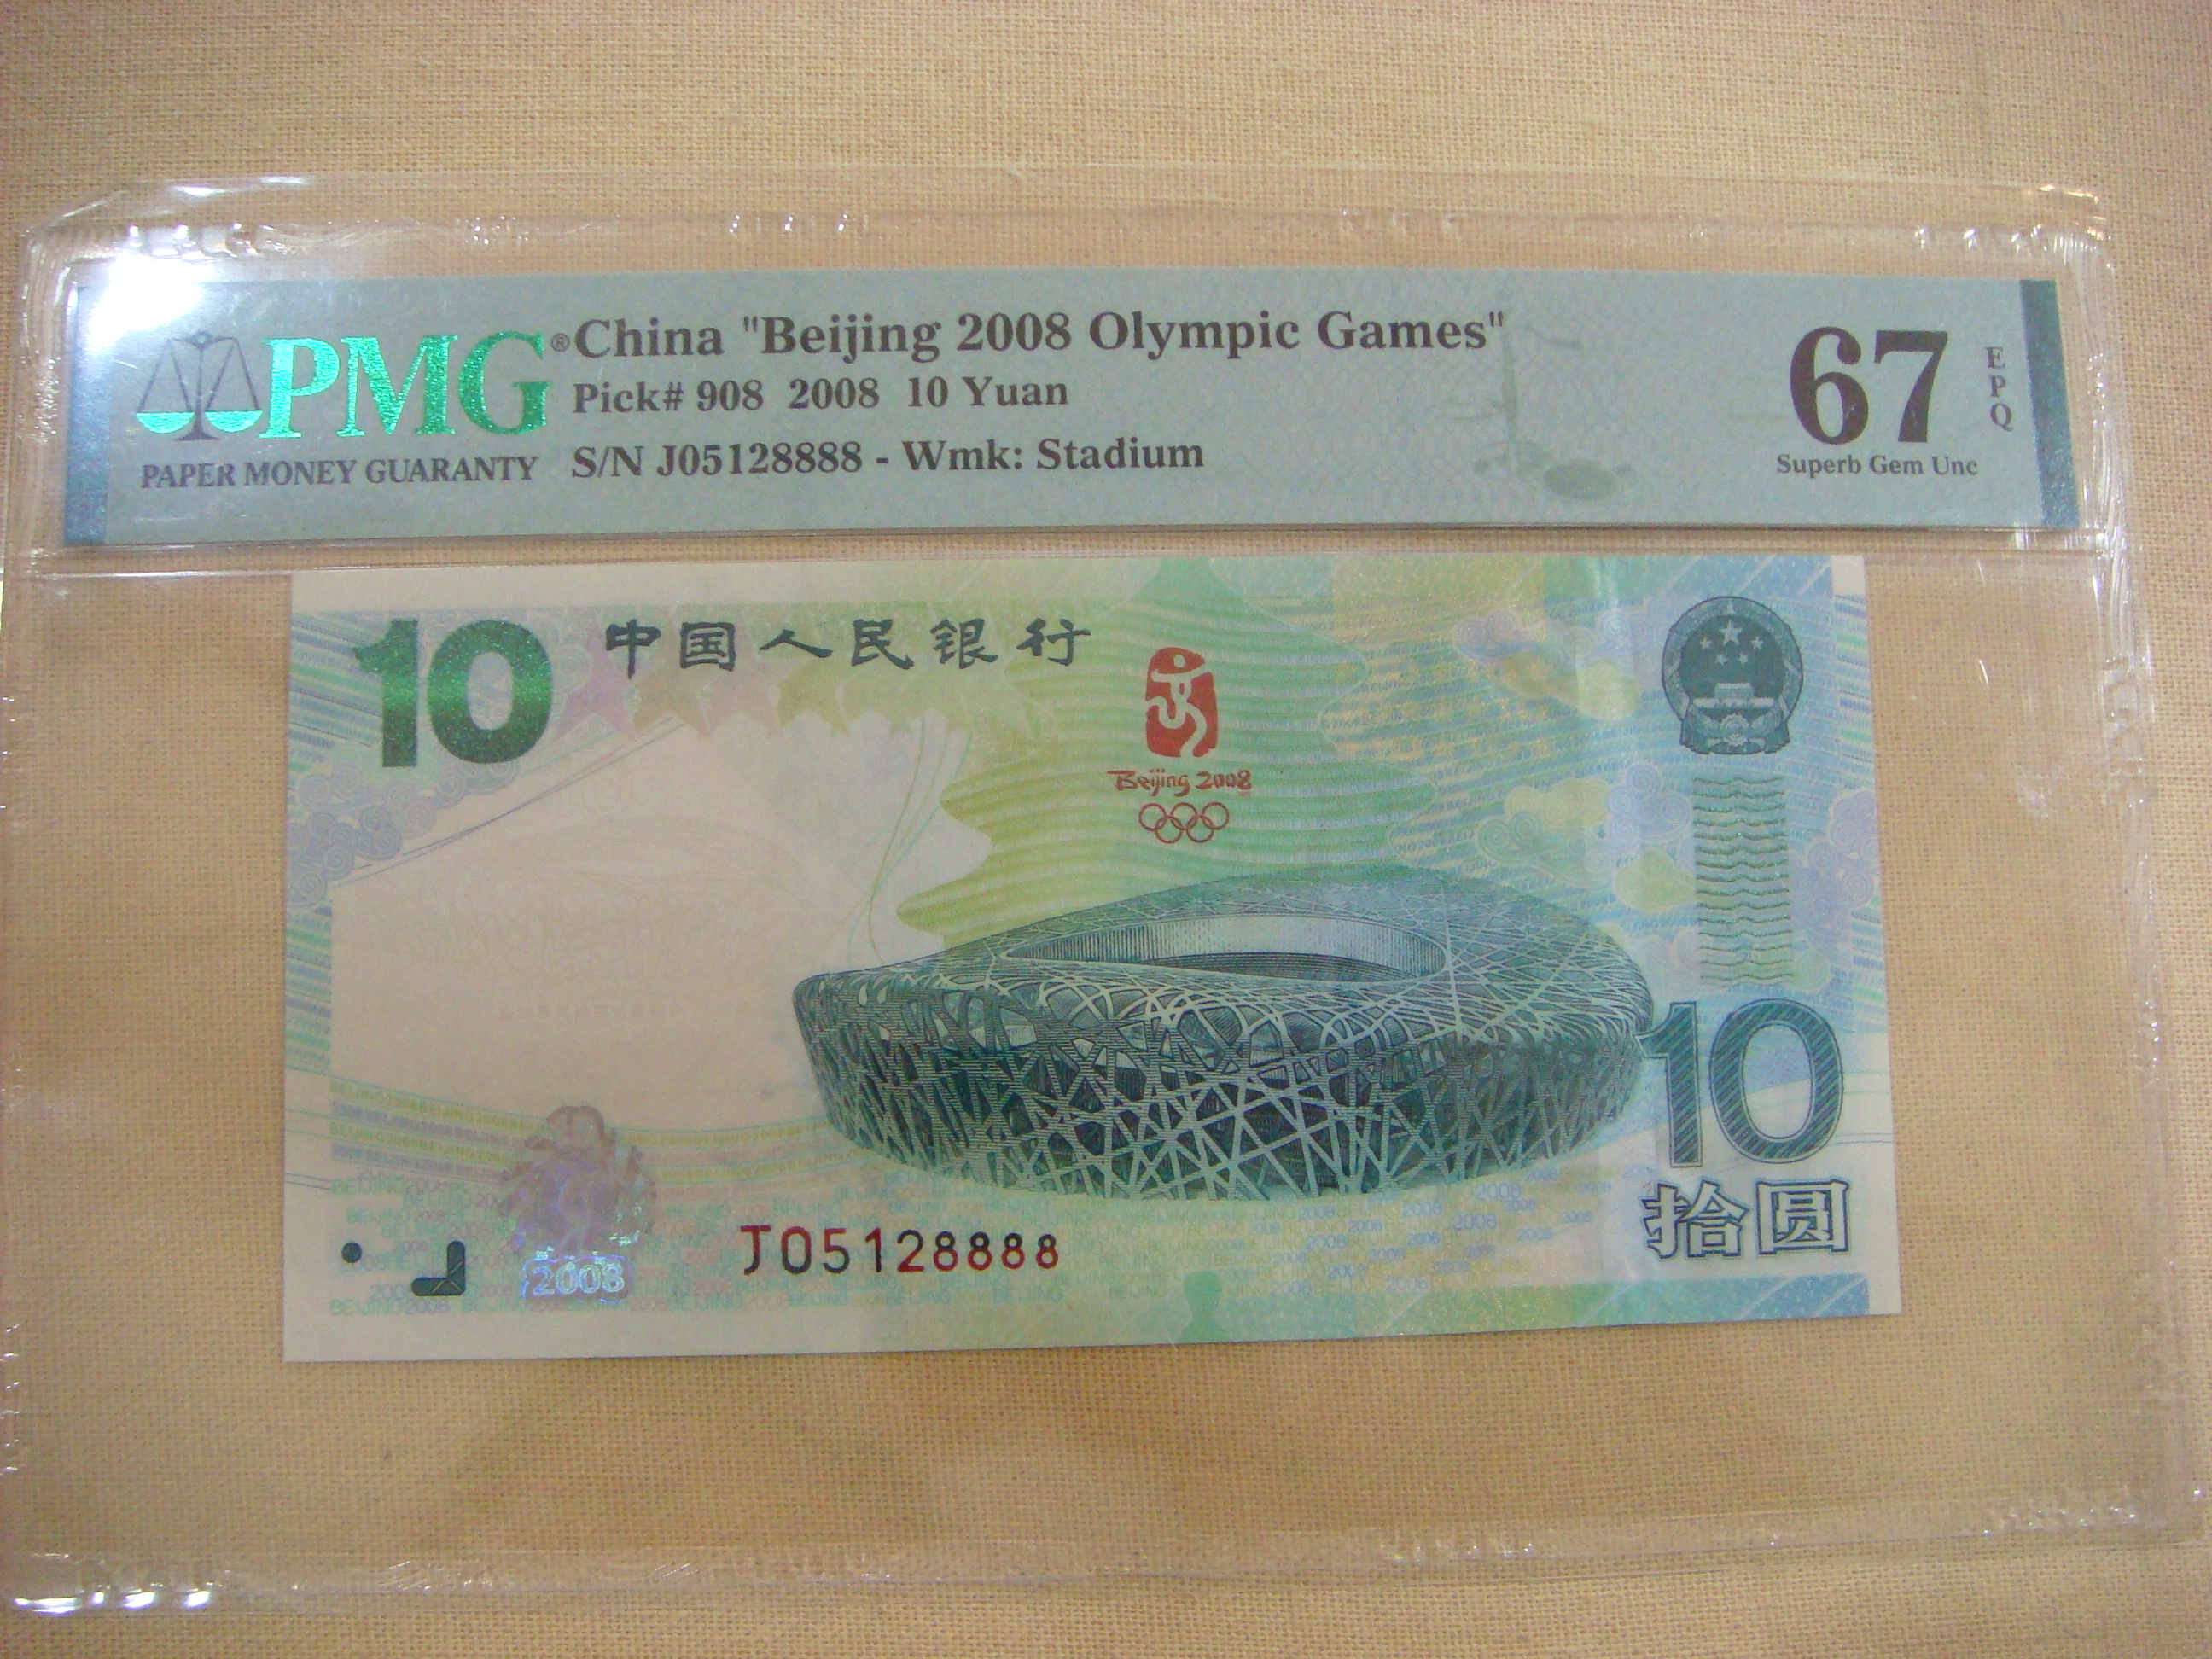 PMG®
PAPER MONEY GUARANTY
China "Beijing 2008 Olympic Games"
Pick# 908 2008 10 Yuan
S/N J05128888 - Wmk: Stadium
67
EPQ
Superb Gem Unc
10
中国人民银行
Beijing 2008
10
拾圆
J05128888
2008
BEIJING2008